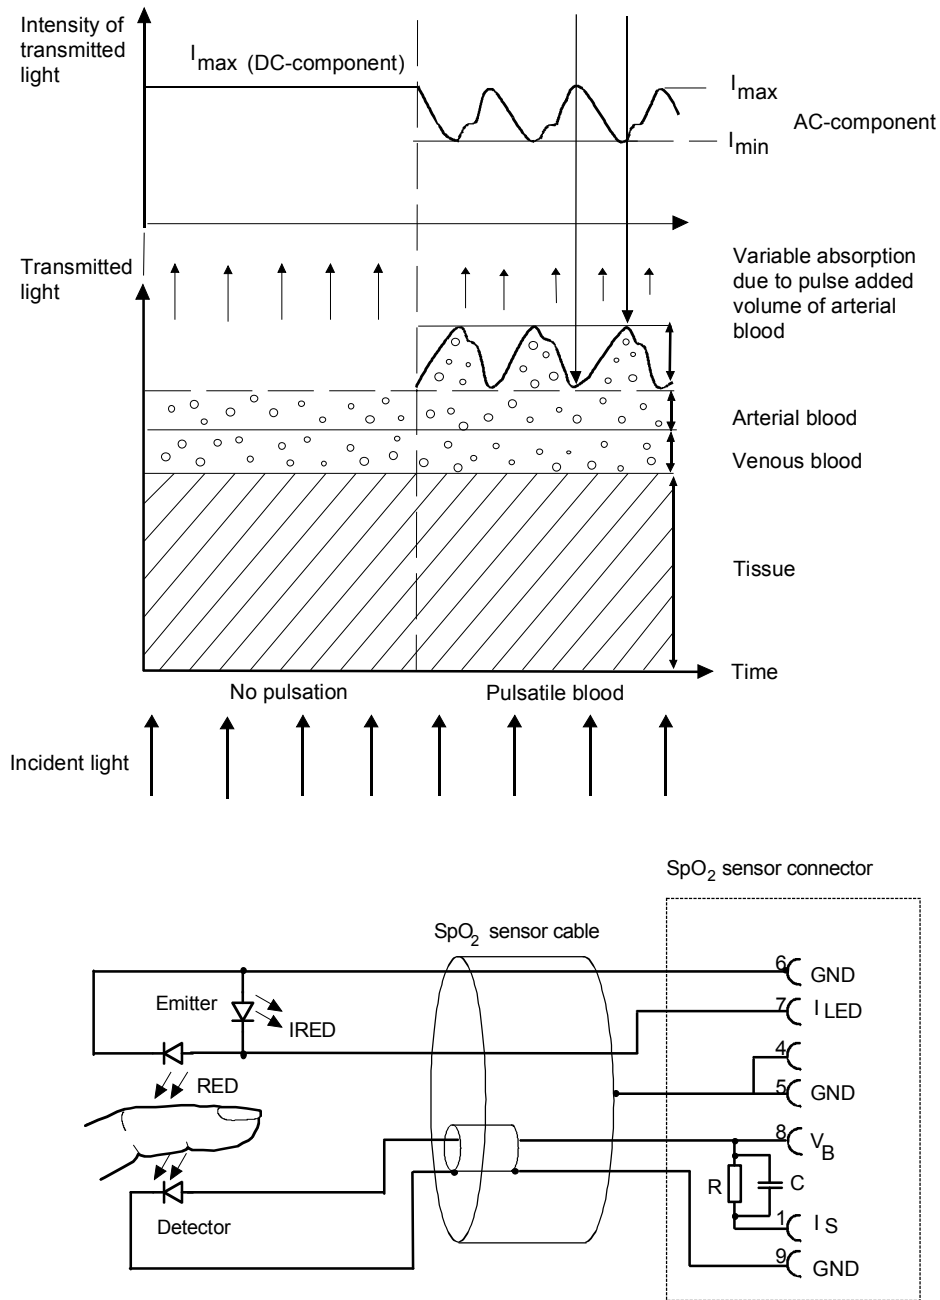 Intensity of
transmitted
light
I max (DC-component)
I max
AC-component
I min
Transmitted
light
Variable absorption
due to pulse added
volume of arterial
blood
Arterial blood
Venous blood
Tissue
Time
No pulsation
Pulsatile blood
Incident light
SpO2 sensor connector
SpO2 sensor cable
6 GND
Emitter
7 I LED
IRED
4
RED
5 GND
8 VB
R
C
1 I S
Detector
9 GND